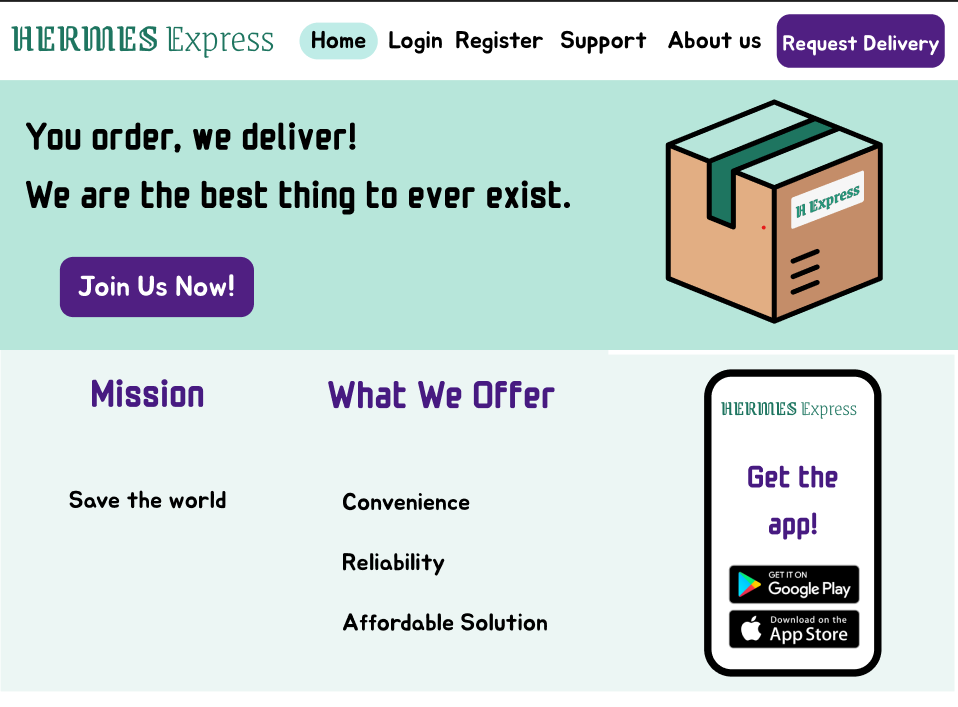 HERMES Express Home Login Register Support About us Request Delivery
You order, we deliver!
We are the best thing to ever exist.
H Express
Join Us Now!
Mission
What We Offer
Save the world
Convenience
Reliability
Affordable Solution
HERMES Express
Get the
app!
GET IT ON
Google Play
Download on the
App Store